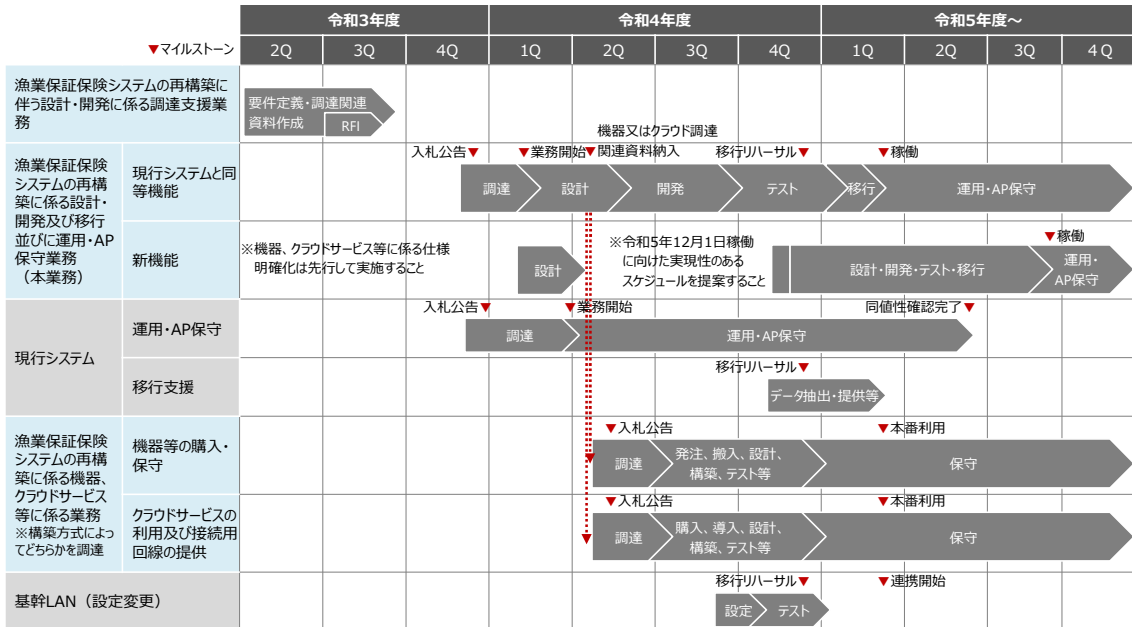 令和3年度
令和4年度
令和5年度～
▼マイルストーン
2Q
3Q
4Q
1Q
2Q
3Q
4Q
1Q
2Q
3Q
4Q
漁業保証保険システムの再構築に
伴う設計・開発に係る調達支援業
務
要件定義・調達関連
資料作成
RFI
漁業保証保険
システムの再構
築に係る設計・
開発及び移行
並びに運用・AP
保守業務
（本業務）
現行システムと同
等機能
入札公告▼
▼業務開始
機器又はクラウド調達
▼関連資料納入
移行リハーサル▼
▼稼働
調達
設計
開発
テスト
移行
運用・AP保守
新機能
※機器、クラウドサービス等に係る仕様
明確化は先行して実施すること
設計
※令和5年12月1日稼働
に向けた実現性のある
スケジュールを提案すること
▼稼働
設計・開発・テスト・移行
運用・
AP保守
現行システム
運用・AP保守
入札公告▼
▼業務開始
同値性確認完了▼
調達
運用・AP保守
移行支援
移行リハーサル▼
データ抽出・提供等
漁業保証保険
システムの再構
築に係る機器、
クラウドサービス
等に係る業務
※構築方式によっ
てどちらかを調達
機器等の購入・
保守
▼入札公告
▼本番利用
調達
発注、搬入、設計、
構築、テスト等
保守
クラウドサービスの
利用及び接続用
回線の提供
▼入札公告
▼本番利用
調達
購入、導入、設計、
構築、テスト等
保守
基幹LAN（設定変更）
移行リハーサル▼
▼連携開始
設定
テスト